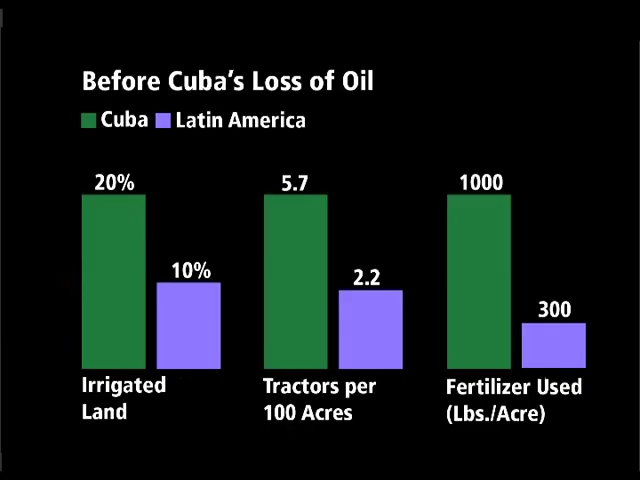 Before Cuba's Loss of Oil
Cuba Latin America
20% 5.7 1000
10% 2.2 300
Irrigated Land
Tractors per 100 Acres
Fertilizer Used (Lbs./Acre)